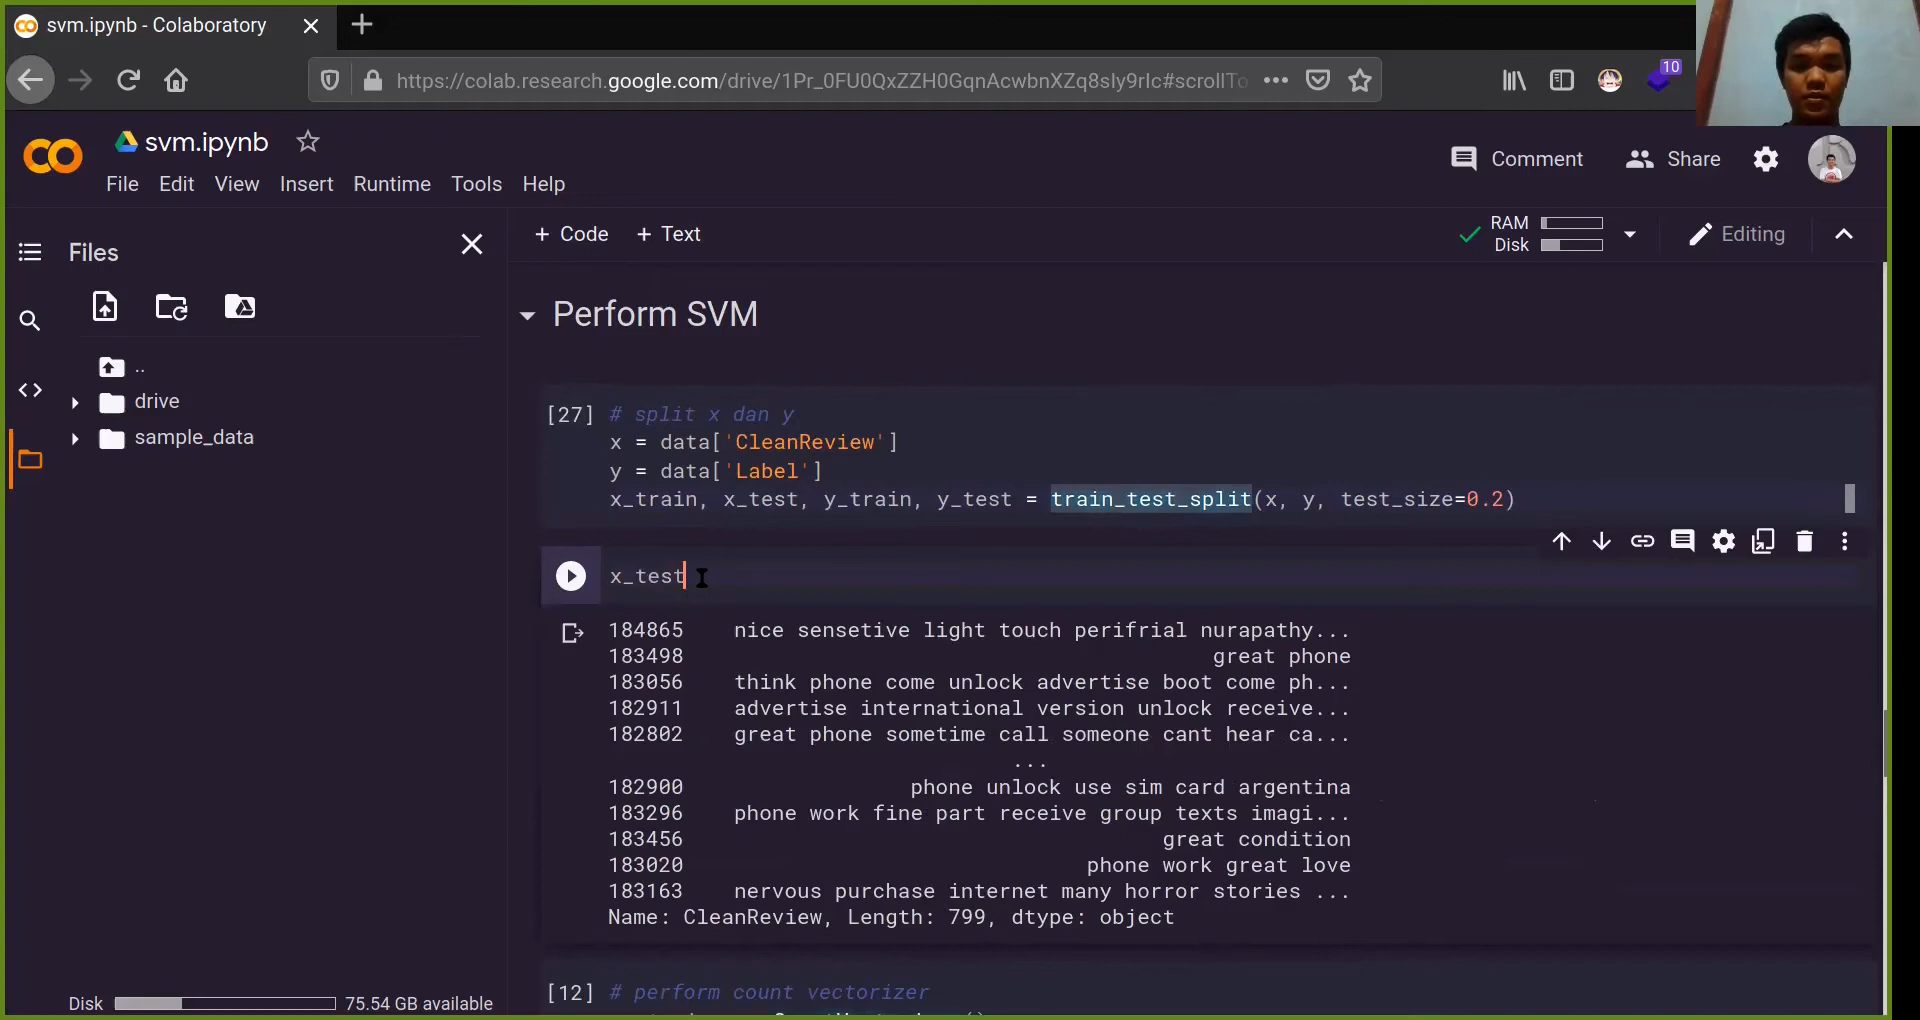 svm.ipynb - Colaboratory
https://colab.research.google.com/drive/1Pr_0FU0QxZZH0GqnAcwbnXZq8sIy9rIc#scrollTo
10
svm.ipynb
File Edit View Insert Runtime Tools Help
Comment Share
Files
+ Code + Text
RAM
Disk
Editing
..
drive
sample_data
Perform SVM
[27] # split x dan y
x = data['CleanReview']
y = data['Label']
x_train, x_test, y_train, y_test = train_test_split(x, y, test_size=0.2)
x_test
184865 nice sensetive light touch perifrial nurapathy...
183498 great phone
183056 think phone come unlock advertise boot come ph...
182911 advertise international version unlock receive...
182802 great phone sometime call someone cant hear ca...
...
182900 phone unlock use sim card argentina
183296 phone work fine part receive group texts imagi...
183456 great condition
183020 phone work great love
183163 nervous purchase internet many horror stories ...
Name: CleanReview, Length: 799, dtype: object
[12] # perform count vectorizer
Disk 75.54 GB available